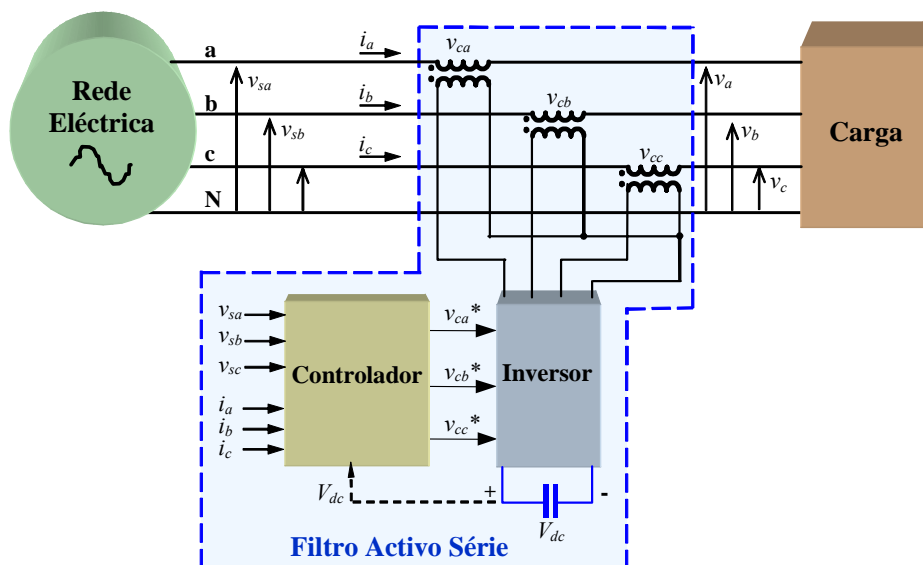 a
i_a
v_ca
Rede
Eléctrica
v_sa
b
i_b
v_cb
v_a
v_sb
v_b
Carga
c
i_c
v_cc
v_c
N
v_sa
v_sb
v_sc
i_a
i_b
i_c
Controlador
v_ca*
v_cb*
v_cc*
Inversor
V_dc
+
-
V_dc
Filtro Activo Série